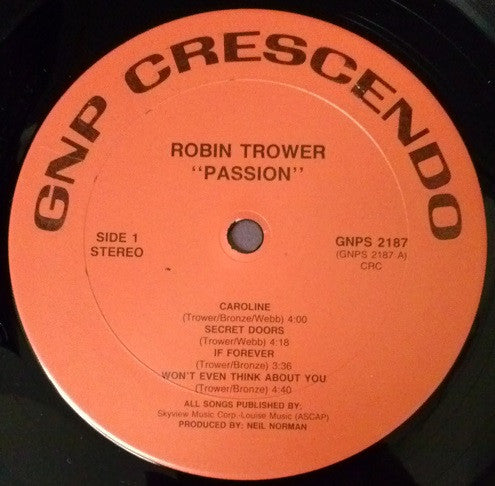 GNP CRESCENDO
ROBIN TROWER
"PASSION"
SIDE 1
STEREO
GNPS 2187
(GNPS 2187 A)
CRC
CAROLINE
(Trower/Bronze/Webb) 4:00
SECRET DOORS
(Trower/Webb) 4:18
IF FOREVER
(Trower/Bronze) 3:36
WON'T EVEN THINK ABOUT YOU
(Trower/Bronze) 4:40
ALL SONGS PUBLISHED BY:
Skyview Music Corp.-Louise Music (ASCAP)
PRODUCED BY: NEIL NORMAN